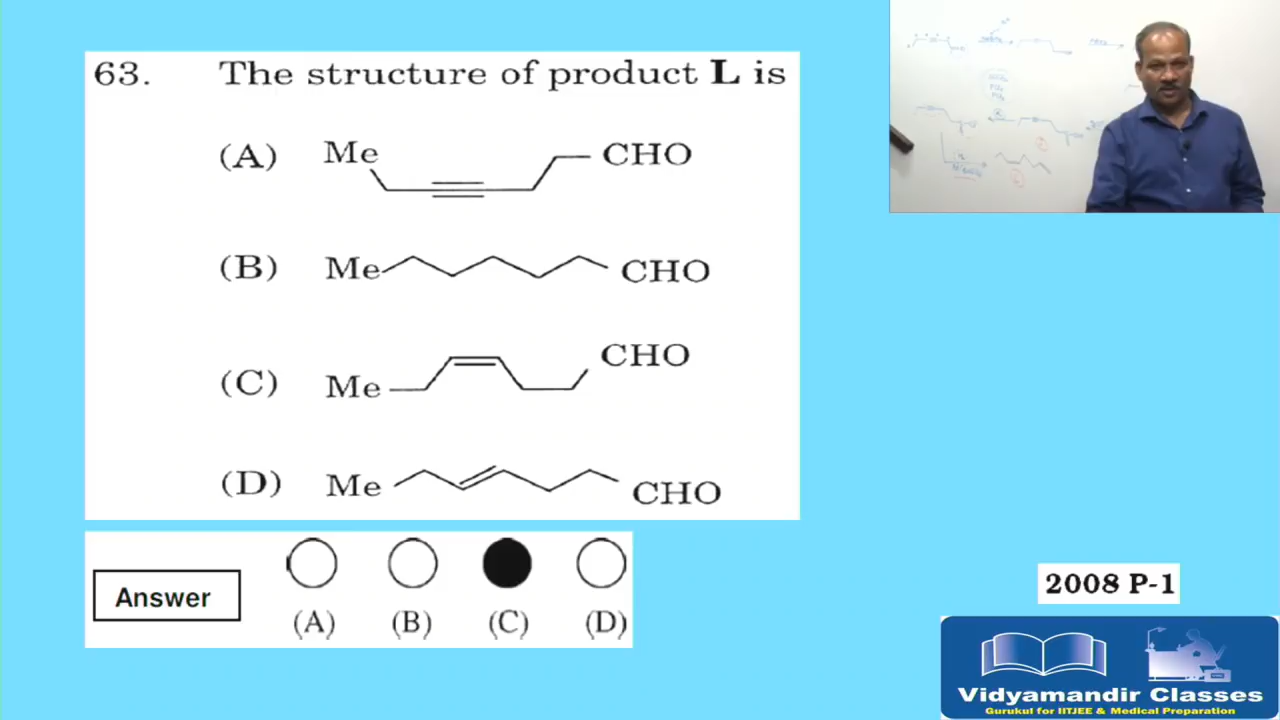 63. The structure of product L is
(A) Me CHO
(B) Me CHO
(C) Me CHO
(D) Me CHO
Answer
(A) (B) (C) (D)
2008 P-1
Vidyamandir Classes
Gurukul for IITJEE & Medical Preparation